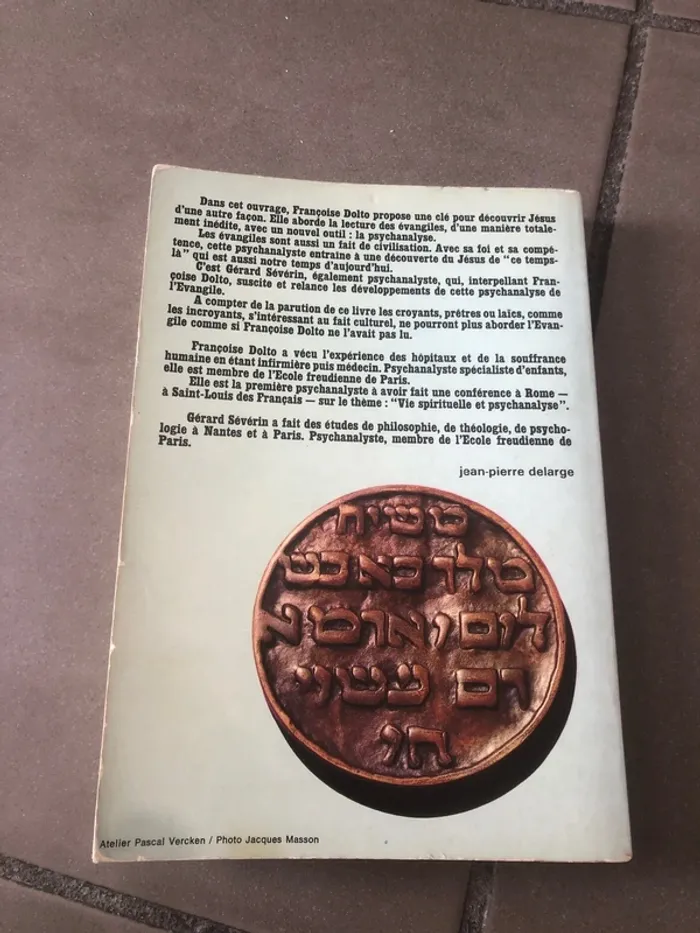 Dans cet ouvrage, Françoise Dolto propose une clé pour découvrir Jésus
d'une autre façon. Elle aborde la lecture des évangiles, d'une manière totale-
ment inédite, avec un nouvel outil : la psychanalyse.
Les évangiles sont aussi un fait de civilisation. Avec sa foi et sa compé-
tence, cette psychanalyste entraine à une découverte du Jésus de "ce temps-
là" qui est aussi notre temps d'aujourd'hui.
C'est Gérard Sévérin, également psychanalyste, qui, interpellant Fran-
çoise Dolto, suscite et relance les développements de cette psychanalyse de
l'Evangile.
A compter de la parution de ce livre les croyants, prêtres ou laïcs, comme
les incroyants, s'intéressant au fait culturel, ne pourront plus aborder l'Evan-
gile comme si Françoise Dolto ne l'avait pas lu.
Françoise Dolto a vécu l'expérience des hôpitaux et de la souffrance
humaine en étant infirmière puis médecin. Psychanalyste spécialiste d'enfants,
elle est membre de l'Ecole freudienne de Paris.
Elle est la première psychanalyste à avoir fait une conférence à Rome —
à Saint-Louis des Français — sur le thème : "Vie spirituelle et psychanalyse".
Gérard Sévérin a fait des études de philosophie, de théologie, de psycho-
logie à Nantes et à Paris. Psychanalyste, membre de l'Ecole freudienne de
Paris.
jean-pierre delarge
משיח
מלך בא בש
לום
דם עשוי
חי
Atelier Pascal Vercken / Photo Jacques Masson